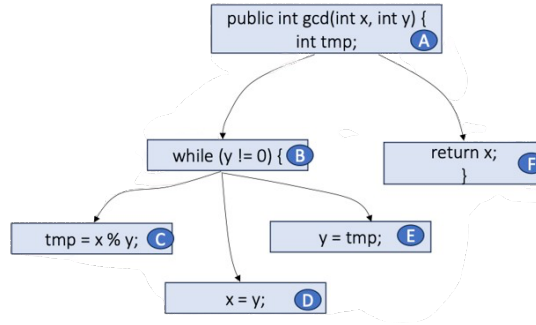 public int gcd(int x, int y) {
int tmp; A
while (y != 0) { B
return x;
} F
tmp = x % y; C
y = tmp; E
x = y; D